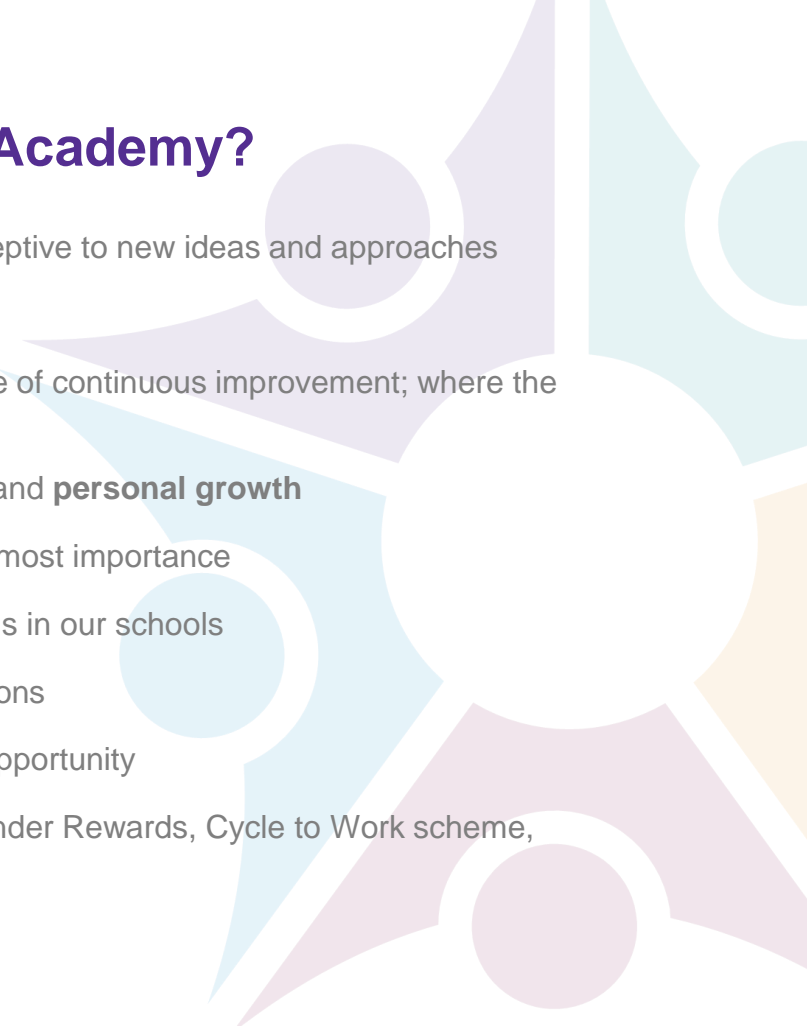 Academy?
eptive to new ideas and approaches
e of continuous improvement; where the
and personal growth
most importance
s in our schools
ons
pportunity
nder Rewards, Cycle to Work scheme,